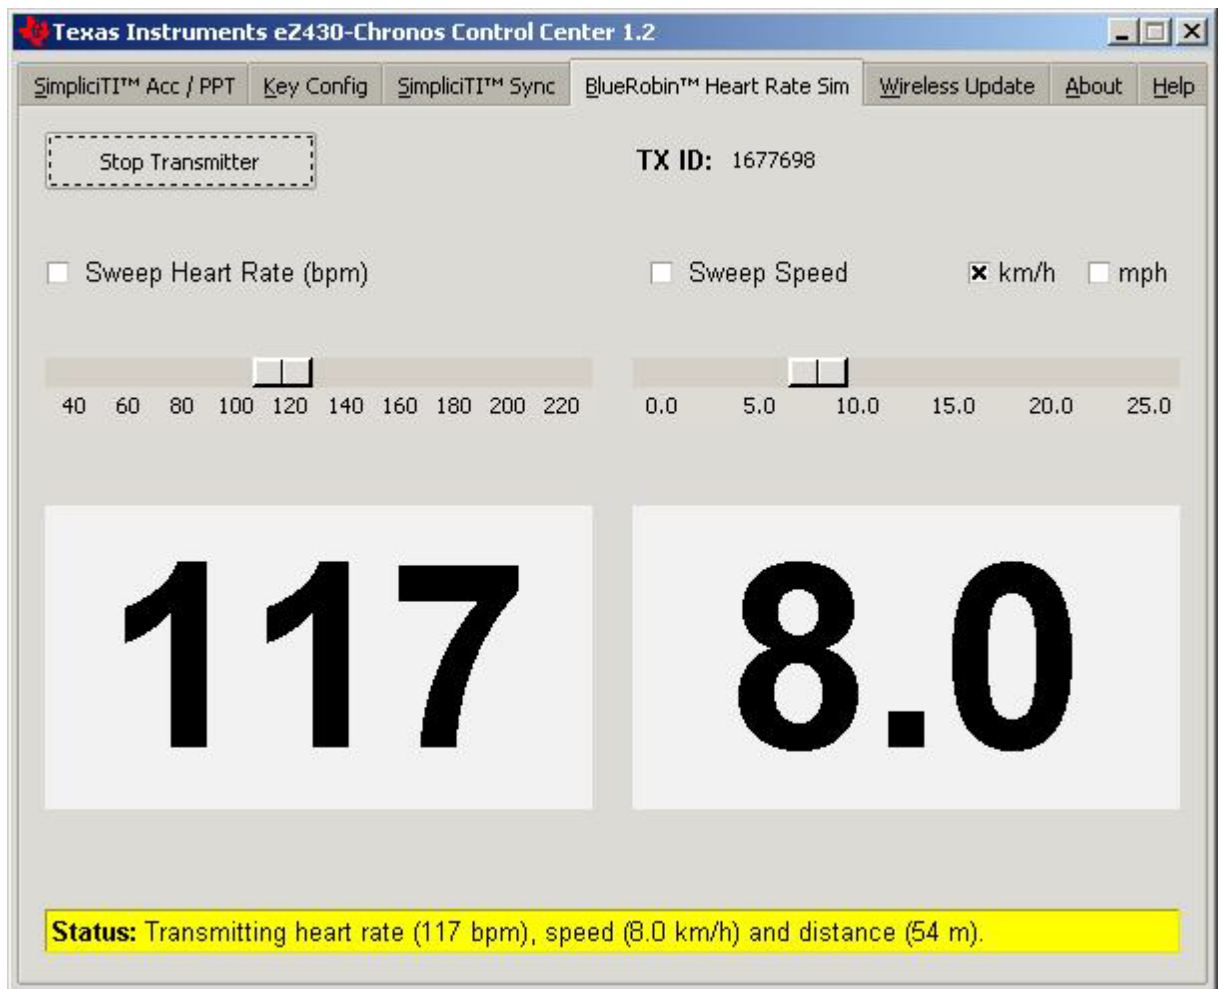 Texas Instruments eZ430-Chronos Control Center 1.2
SimpliciTI™ Acc / PPT Key Config SimpliciTI™ Sync BlueRobin™ Heart Rate Sim Wireless Update About Help
Stop Transmitter TX ID: 1677698
Sweep Heart Rate (bpm) Sweep Speed km/h mph
40 60 80 100 120 140 160 180 200 220 0.0 5.0 10.0 15.0 20.0 25.0
117 8.0
Status: Transmitting heart rate (117 bpm), speed (8.0 km/h) and distance (54 m).